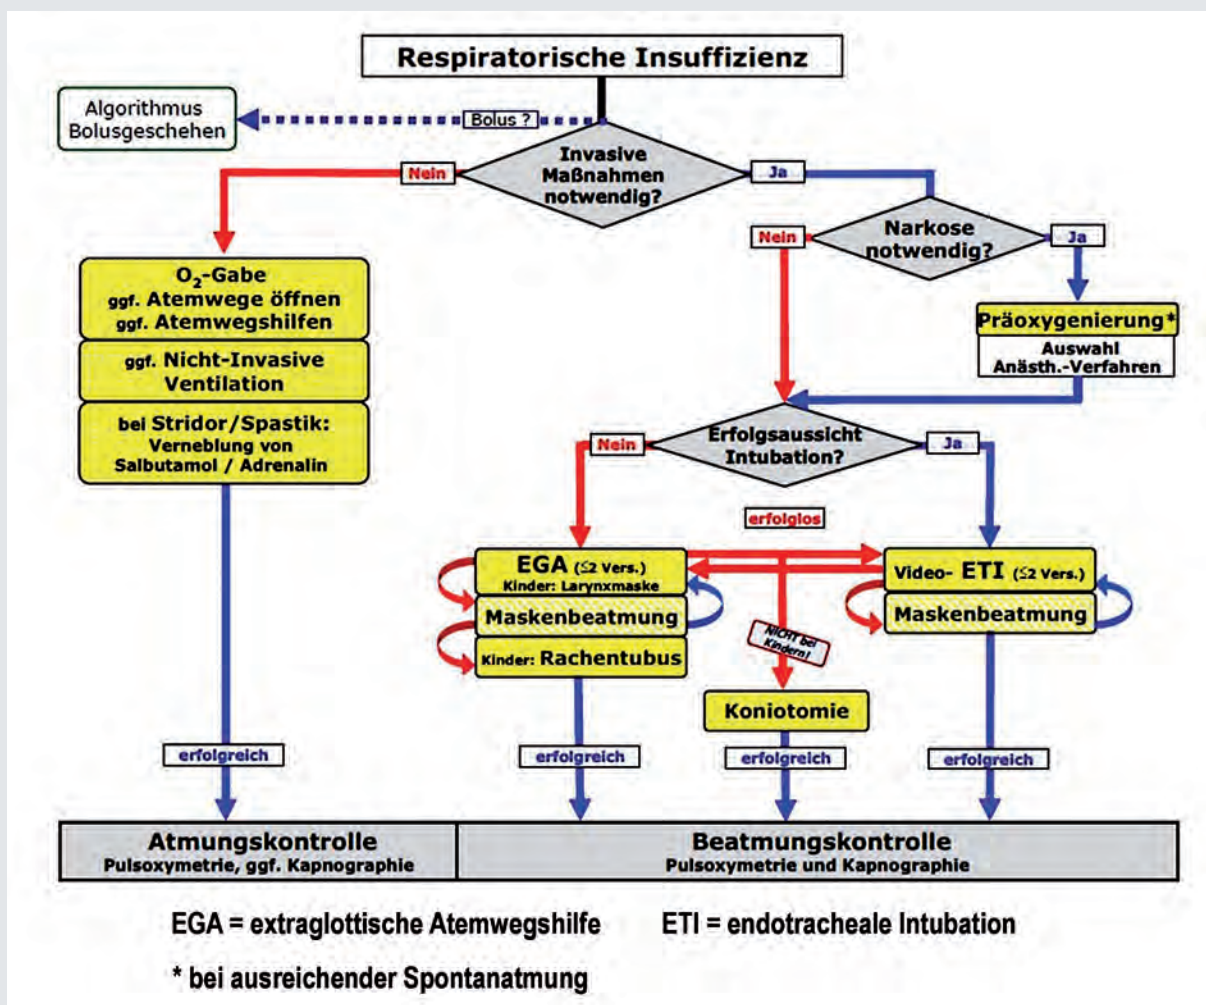 Respiratorische Insuffizienz
Algorithmus
Bolusgeschehen
Bolus ?
Invasive
Maßnahmen
notwendig?
Nein
Ja
Narkose
notwendig?
Nein
Ja
O₂-Gabe
ggf. Atemwege öffnen
ggf. Atemwegshilfen
ggf. Nicht-Invasive
Ventilation
bei Stridor/Spastik:
Verneblung von
Salbutamol / Adrenalin
Präoxygenierung*
Auswahl
Anästh.-Verfahren
Erfolgsaussicht
Intubation?
Nein
Ja
erfolglos
EGA (≤2 Vers.)
Kinder: Larynxmaske
Maskenbeatmung
Kinder: Rachentubus
Video- ETI (≤2 Vers.)
Maskenbeatmung
NICHT bei
Kindern!
Koniotomie
erfolgreich
erfolgreich
erfolgreich
erfolgreich
Atmungskontrolle
Pulsoxymetrie, ggf. Kapnographie
Beatmungskontrolle
Pulsoxymetrie und Kapnographie
EGA = extraglottische Atemwegshilfe
ETI = endotracheale Intubation
* bei ausreichender Spontanatmung